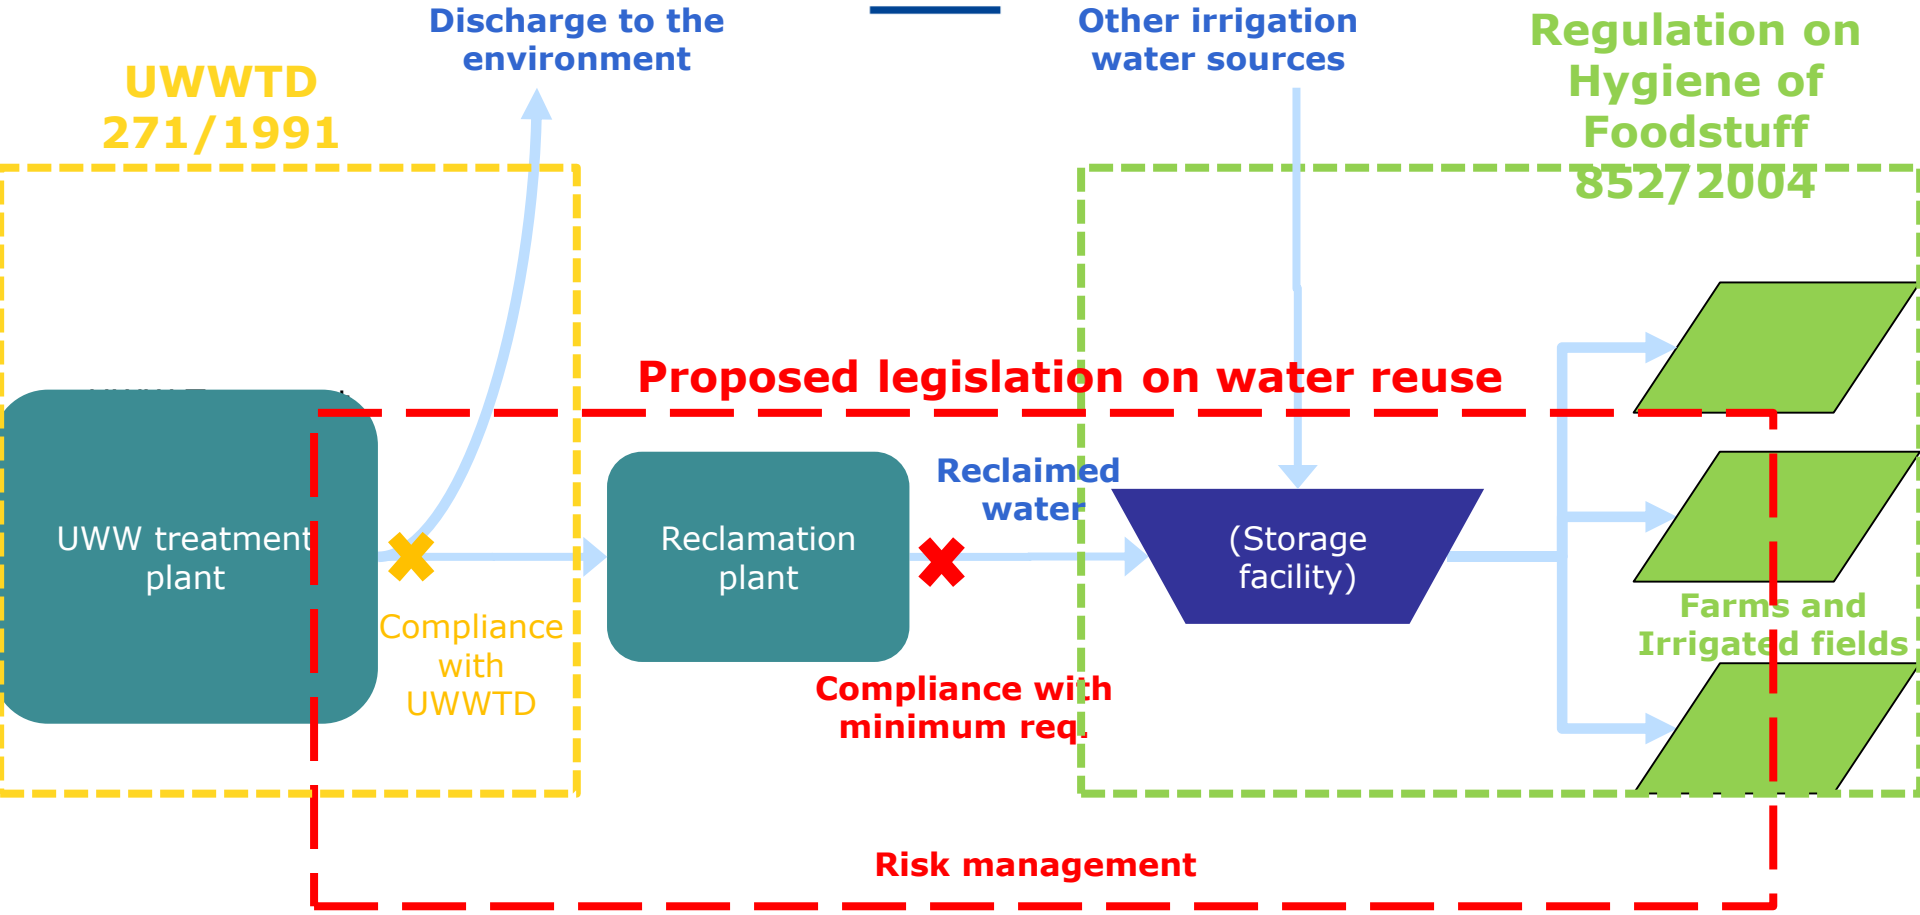 Discharge to the
environment
Other irrigation
water sources
Regulation on
Hygiene of
Foodstuff
852/2004
UWWTD
271/1991
Proposed legislation on water reuse
UWW treatment
plant
Reclamation
plant
Reclaimed
water
(Storage
facility)
Compliance
with
UWWTD
Compliance with
minimum req.
Farms and
Irrigated fields
Risk management